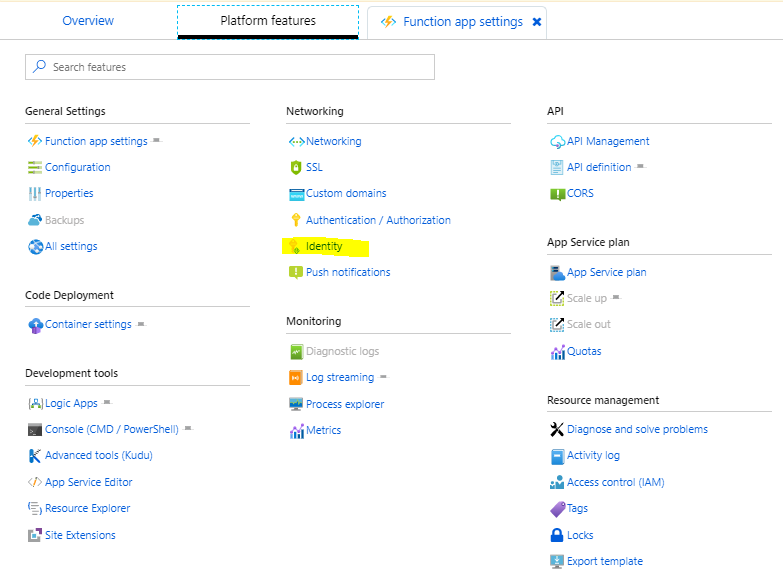 Overview
Platform features
Function app settings
Search features
General Settings
Function app settings
Configuration
Properties
Backups
All settings
Code Deployment
Container settings
Development tools
Logic Apps
Console (CMD / PowerShell)
Advanced tools (Kudu)
App Service Editor
Resource Explorer
Site Extensions
Networking
Networking
SSL
Custom domains
Authentication / Authorization
Identity
Push notifications
Monitoring
Diagnostic logs
Log streaming
Process explorer
Metrics
API
API Management
API definition
CORS
App Service plan
App Service plan
Scale up
Scale out
Quotas
Resource management
Diagnose and solve problems
Activity log
Access control (IAM)
Tags
Locks
Export template